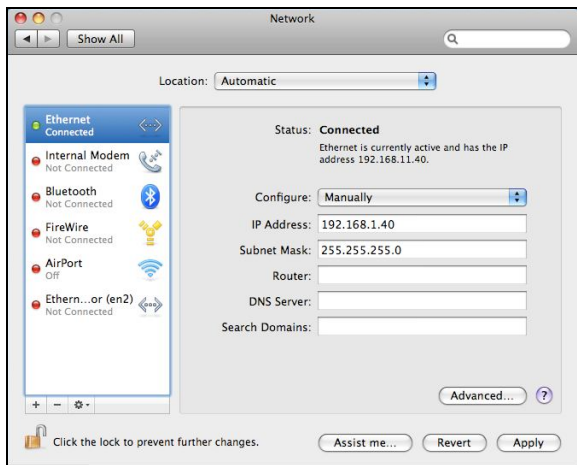 Network
Show All
Location: Automatic
Ethernet
Connected
Internal Modem
Not Connected
Bluetooth
Not Connected
FireWire
Not Connected
AirPort
Off
Ethern...or (en2)
Not Connected
Status: Connected
Ethernet is currently active and has the IP
address 192.168.11.40.
Configure: Manually
IP Address: 192.168.1.40
Subnet Mask: 255.255.255.0
Router:
DNS Server:
Search Domains:
Advanced... ?
Click the lock to prevent further changes.
Assist me... Revert Apply